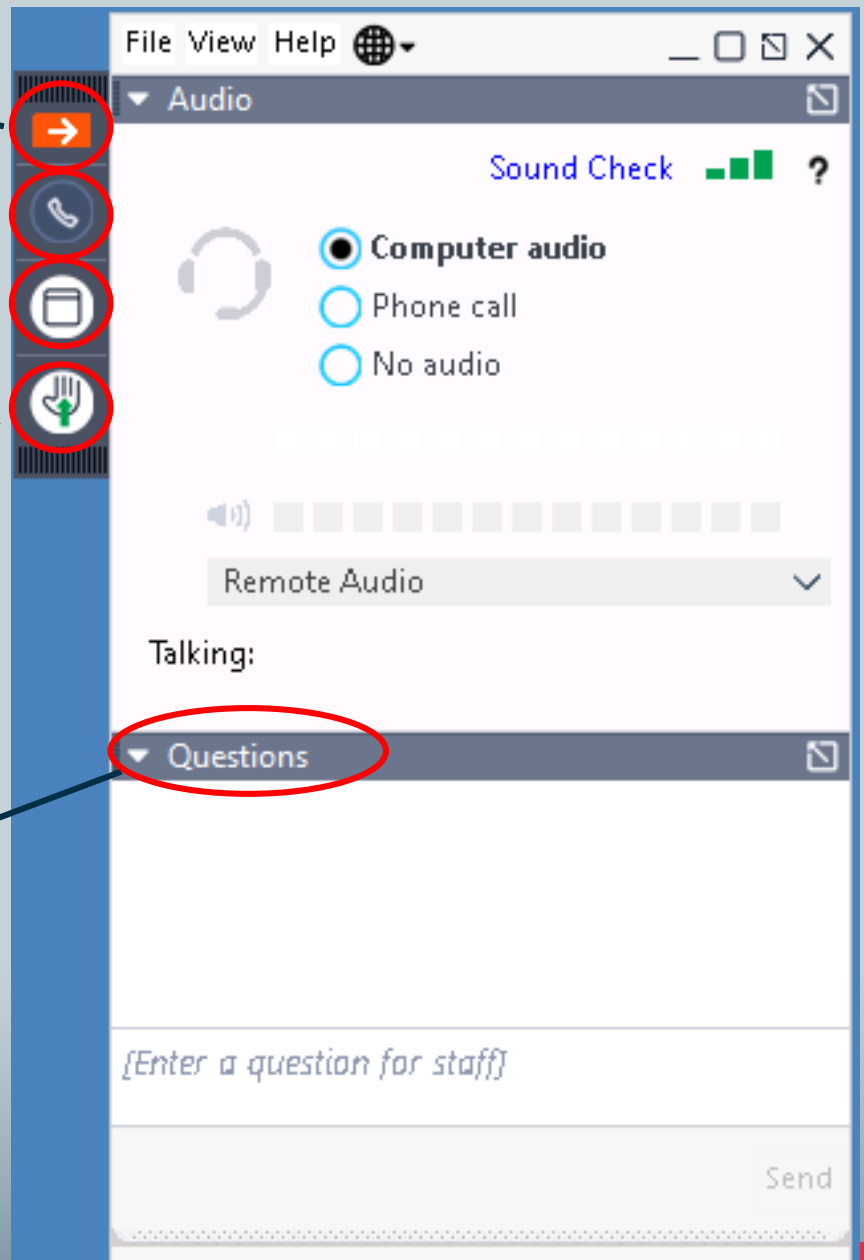 File View Help
Audio
Sound Check ?
Computer audio
Phone call
No audio
Remote Audio
Talking:
Questions
[Enter a question for staff]
Send